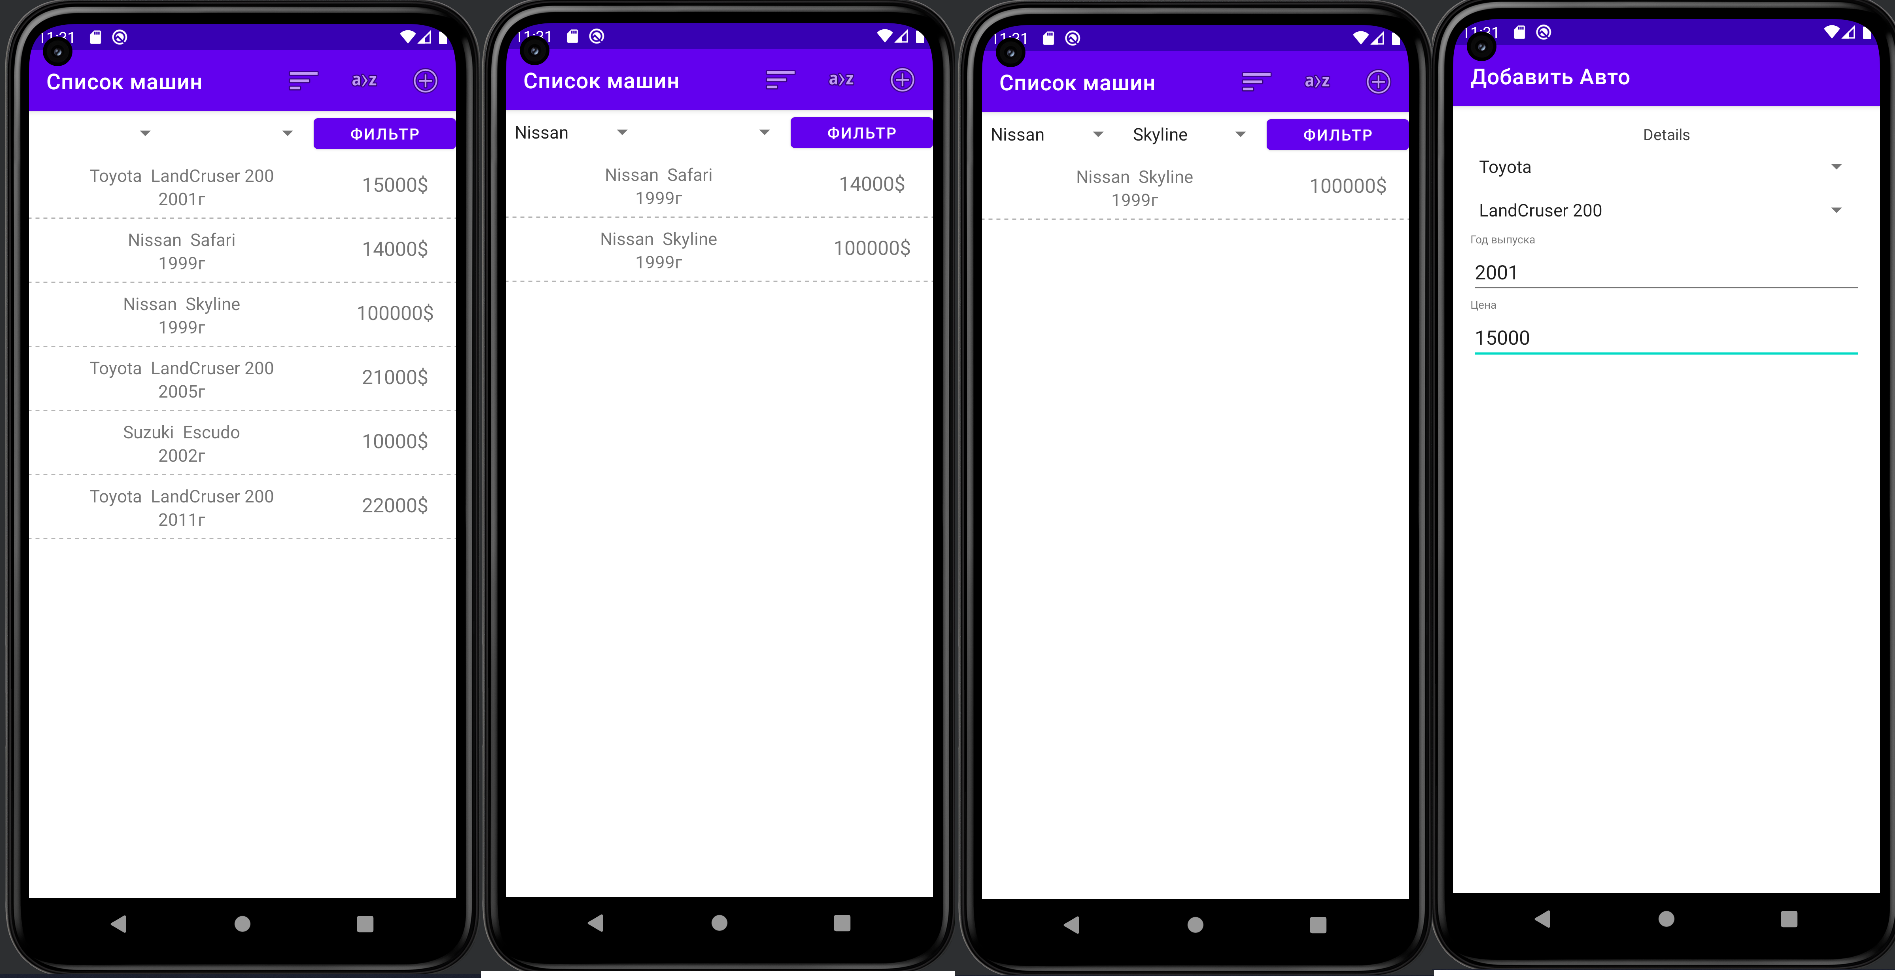 11:31
Список машин
a>z
ФИЛЬТР
Toyota LandCruser 200
2001г
15000$
Nissan Safari
1999г
14000$
Nissan Skyline
1999г
100000$
Toyota LandCruser 200
2005г
21000$
Suzuki Escudo
2002г
10000$
Toyota LandCruser 200
2011г
22000$
11:31
Список машин
a>z
Nissan
ФИЛЬТР
Nissan Safari
1999г
14000$
Nissan Skyline
1999г
100000$
11:31
Список машин
a>z
Nissan
Skyline
ФИЛЬТР
Nissan Skyline
1999г
100000$
11:31
Добавить Авто
Details
Toyota
LandCruser 200
Год выпуска
2001
Цена
15000